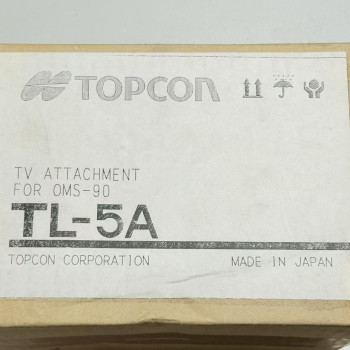 TOPCON
TV ATTACHMENT
FOR OMS-90
TL-5A
TOPCON CORPORATION MADE IN JAPAN